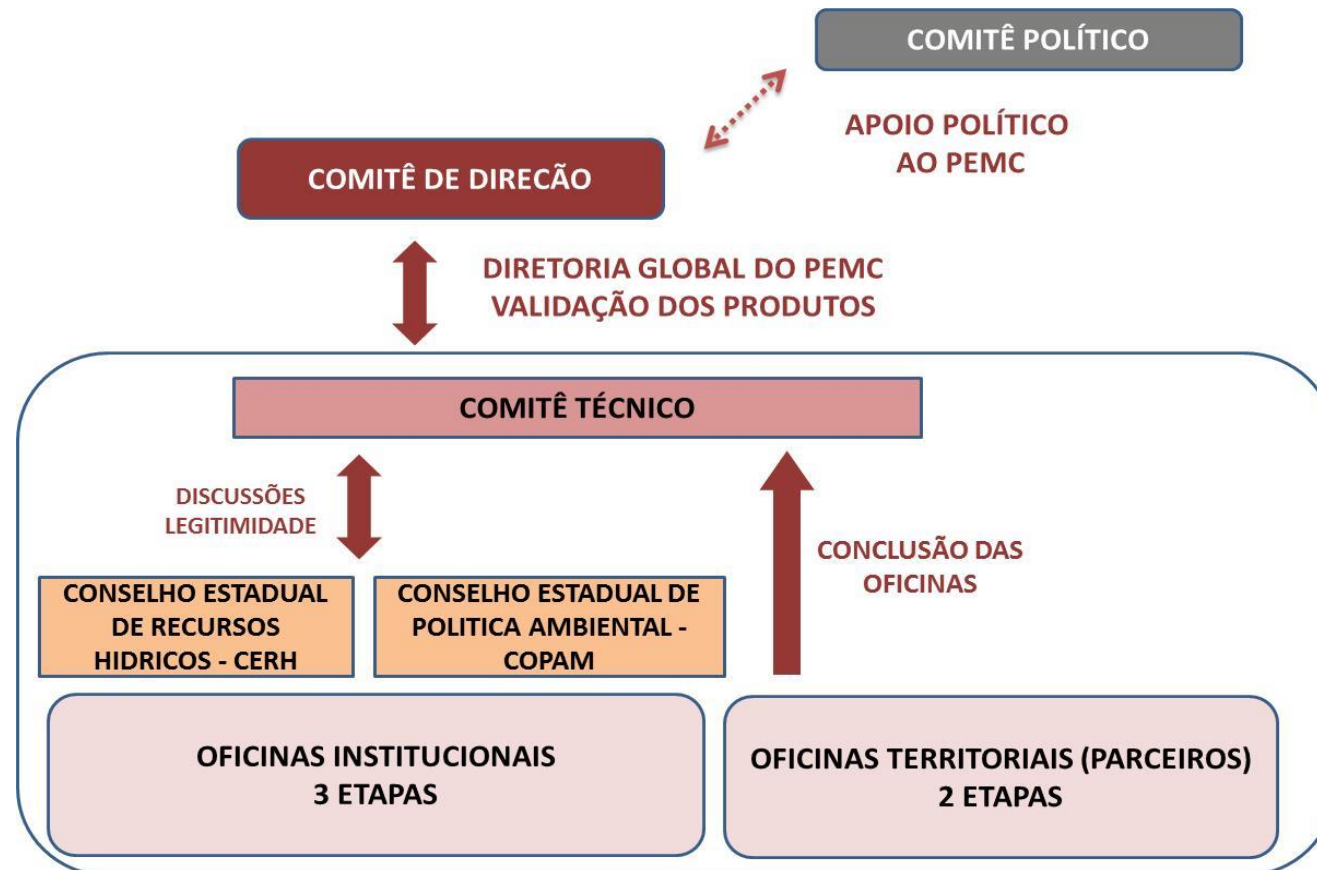 COMITÊ POLÍTICO
APOIO POLÍTICO
AO PEMC
COMITÊ DE DIRECÃO
DIRETORIA GLOBAL DO PEMC
VALIDAÇÃO DOS PRODUTOS
COMITÊ TÉCNICO
DISCUSSÕES
LEGITIMIDADE
CONCLUSÃO DAS
OFICINAS
CONSELHO ESTADUAL
DE RECURSOS
HIDRICOS - CERH
CONSELHO ESTADUAL DE
POLITICA AMBIENTAL -
COPAM
OFICINAS INSTITUCIONAIS
3 ETAPAS
OFICINAS TERRITORIAIS (PARCEIROS)
2 ETAPAS